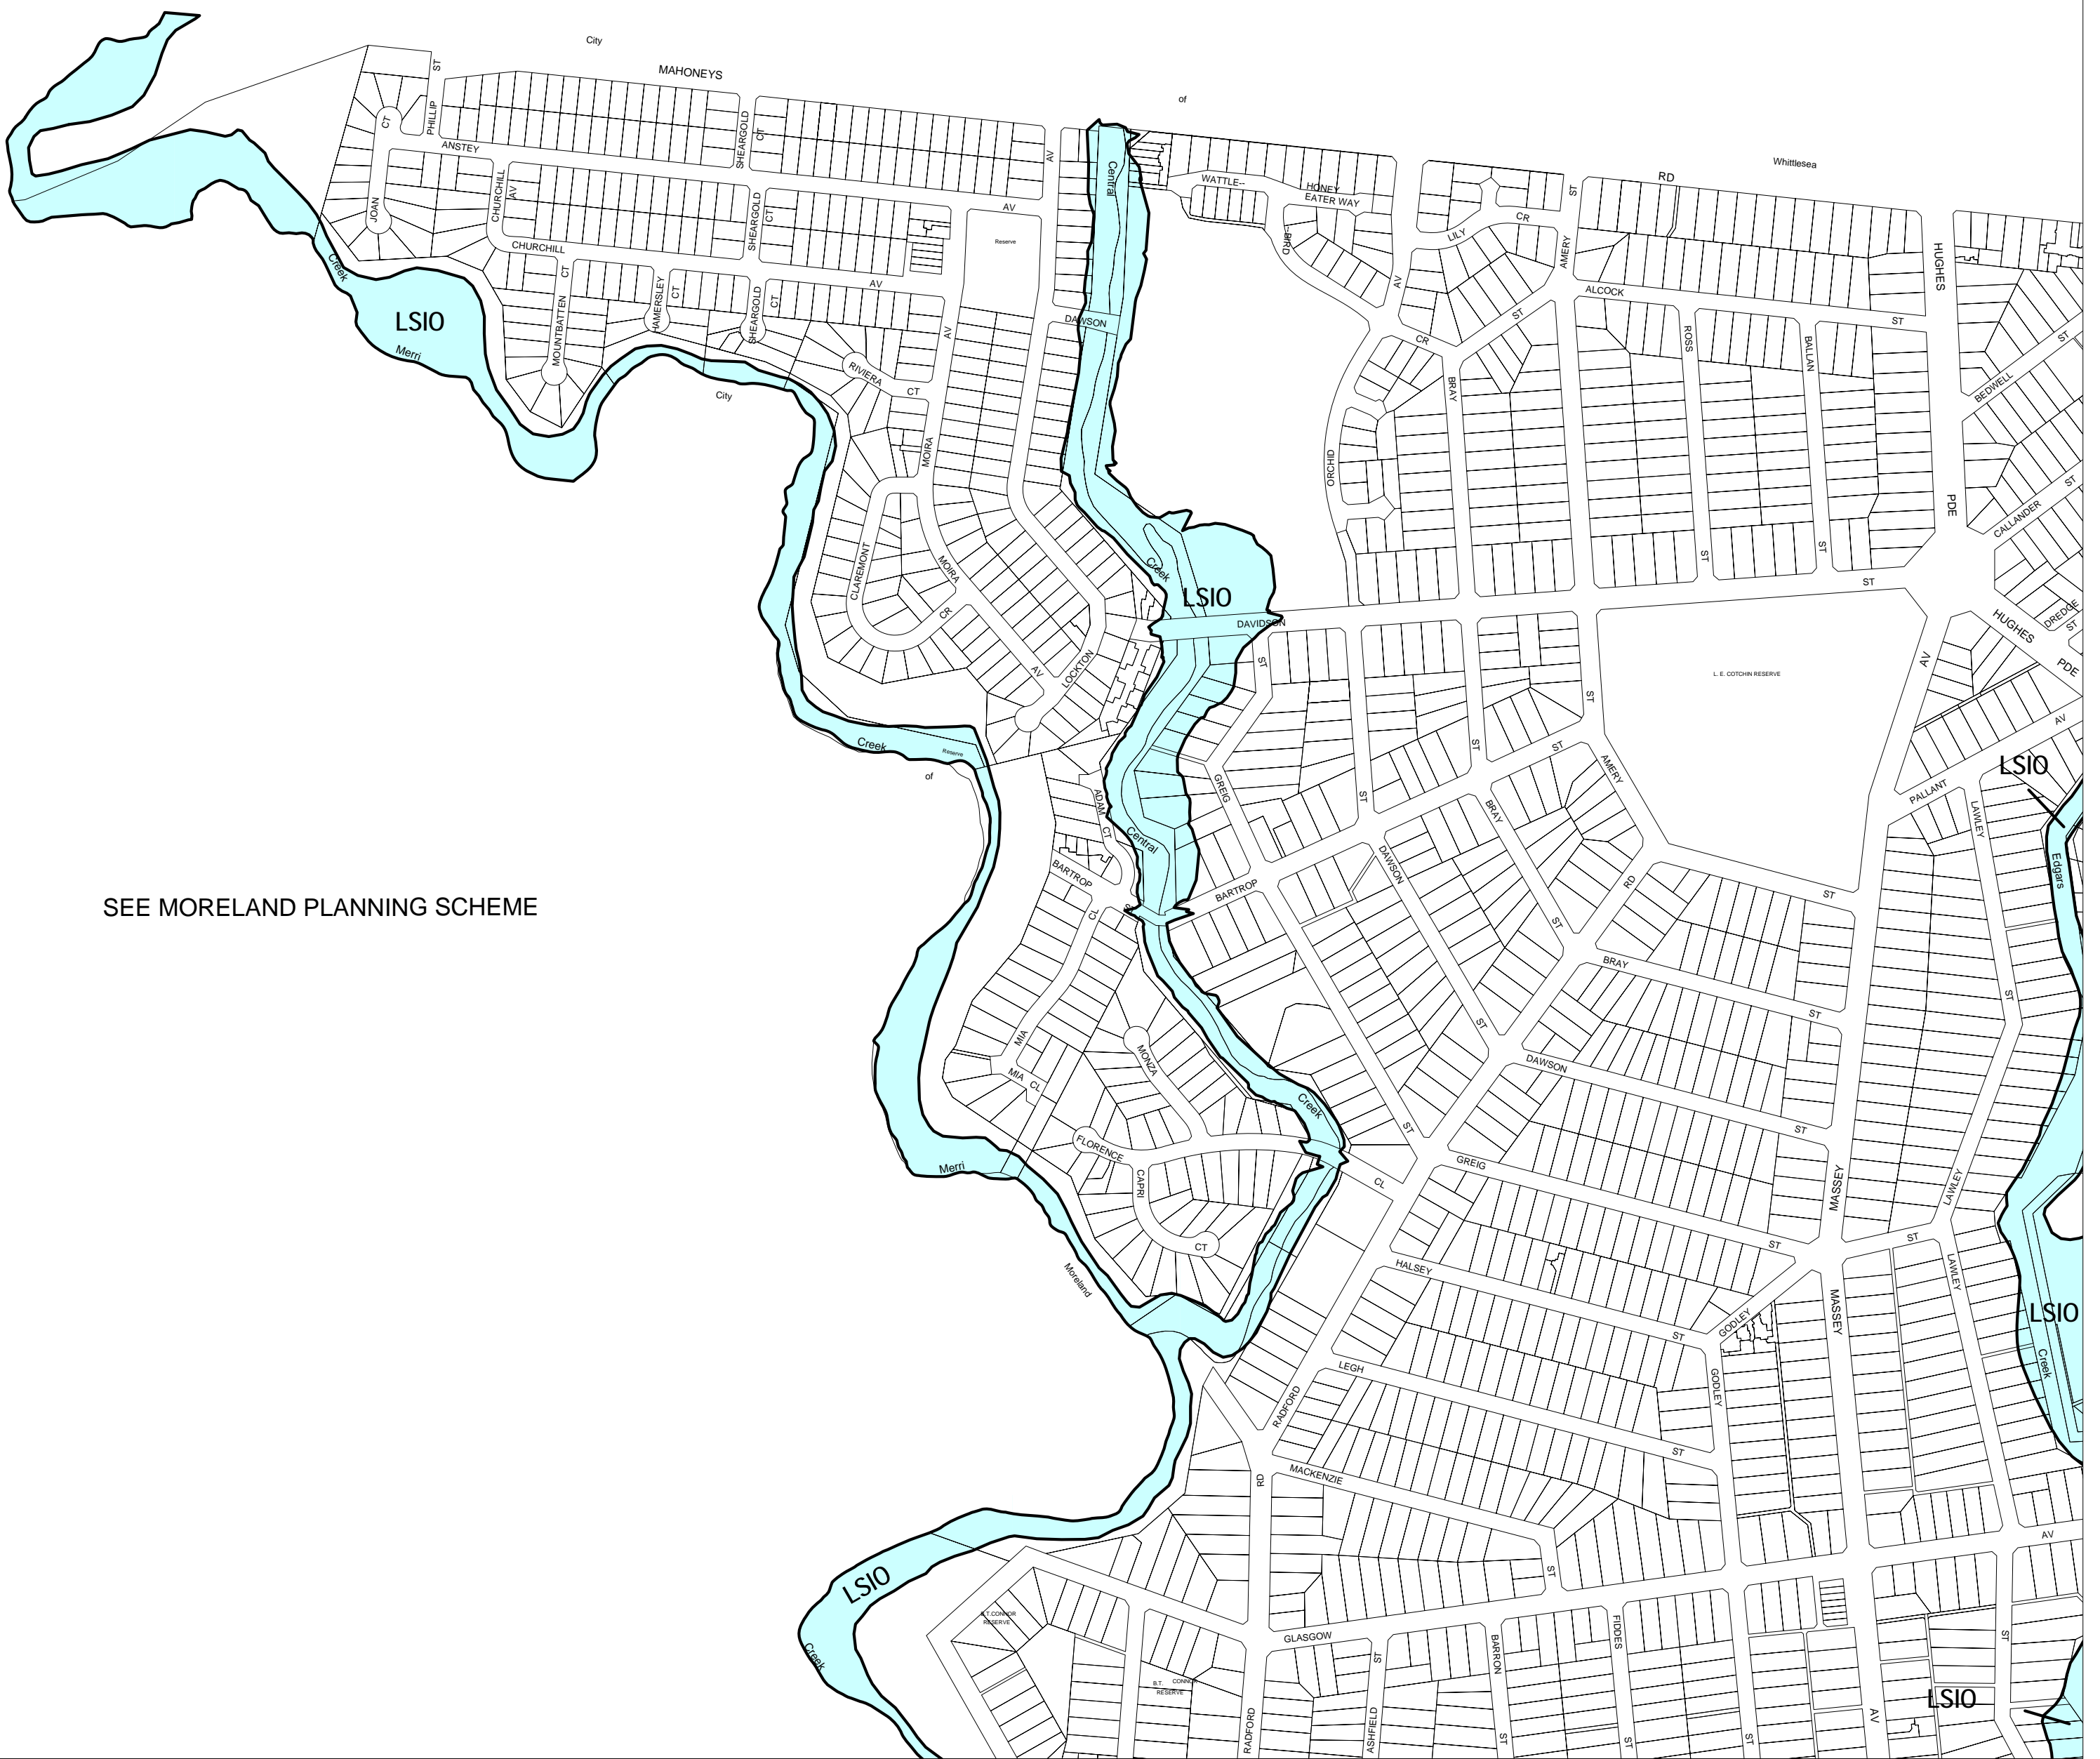 City
MAHONEYS
of
Whittlesea
RD
ST
PHILLIP
CT
ANSTEY
SHEARGOLD
CT
AV
Central
WATTLE--
HONEY
EATER WAY
--BIRD
ST
CR
LILY
AMERY
HUGHES
JOAN
CHURCHILL
AV
SHEARGOLD
CT
AV
Reserve
CHURCHILL
CT
HAMERSLEY
CT
SHEARGOLD
CT
AV
MOUNTBATTEN
Creek
LSIO
Merri
City
AV
DAWSON
AV
ALCOCK
ST
ST
CR
BRAY
ROSS
BALLAN
ST
BEDWELL
RIVIERA
CT
MOIRA
ORCHID
PDE
ST
CALLANDER
CLAREMONT
MOIRA
CR
Creek
LSIO
DAVIDSON
ST
ST
ST
ST
HUGHES
DREDGE
ST
PDE
AV
LOCKTON
ST
L. E. COTCHIN RESERVE
AV
ST
AV
Creek
Reserve
of
GREIG
ST
ST
ST
AMERY
PALLANT
LAWLEY
LSIO
ADAM
CT
Central
BRAY
DAWSON
BARTROP
BARTROP
CL
RD
ST
ST
Edgars
SEE MORELAND PLANNING SCHEME
BRAY
ST
ST
MIA
MIA
CL
MONZA
ST
DAWSON
ST
Creek
ST
FLORENCE
CAPRI
CT
CL
GREIG
ST
MASSEY
LAWLEY
ST
Merri
Moreland
HALSEY
ST
GODLEY
MASSEY
LAWLEY
LSIO
Creek
LEGH
ST
GODLEY
RADFORD
RD
MACKENZIE
ST
AV
LSIO
Creek
B.T.CONNOR
RESERVE
GLASGOW
B.T. CONNOR
RESERVE
RADFORD
ASHFIELD
ST
BARRON
ST
FIDDES
ST
ST
AV
ST
LSIO